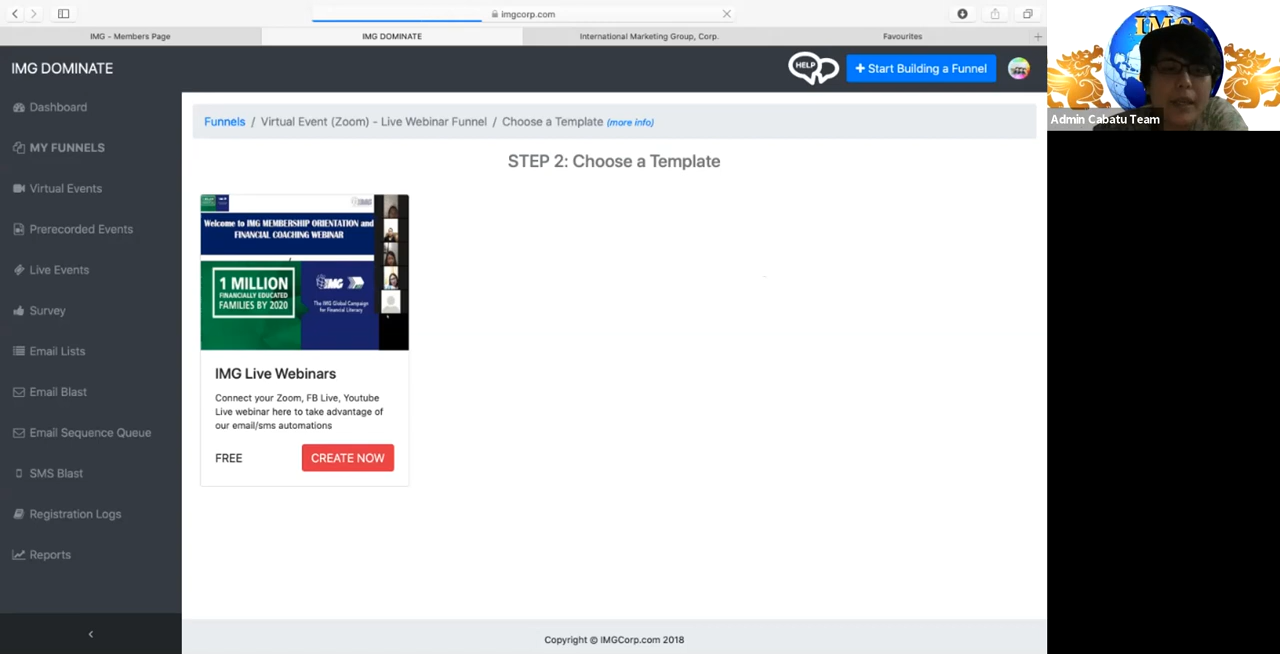 imgcorp.com
IMG - Members Page
IMG DOMINATE
International Marketing Group, Corp.
Favourites
IMG DOMINATE
HELP
+ Start Building a Funnel
IMG
Admin Cabatu Team
Dashboard
MY FUNNELS
Virtual Events
Prerecorded Events
Live Events
Survey
Email Lists
Email Blast
Email Sequence Queue
SMS Blast
Registration Logs
Reports
Funnels / Virtual Event (Zoom) - Live Webinar Funnel / Choose a Template (more info)
STEP 2: Choose a Template
Welcome to IMG MEMBERSHIP ORIENTATION and
FINANCIAL COACHING WEBINAR
1 MILLION
FINANCIALLY EDUCATED
FAMILIES BY 2020
IMG
The IMG Global Campaign
for Financial Literacy
IMG Live Webinars
Connect your Zoom, FB Live, Youtube
Live webinar here to take advantage of
our email/sms automations
FREE
CREATE NOW
Copyright © IMGCorp.com 2018